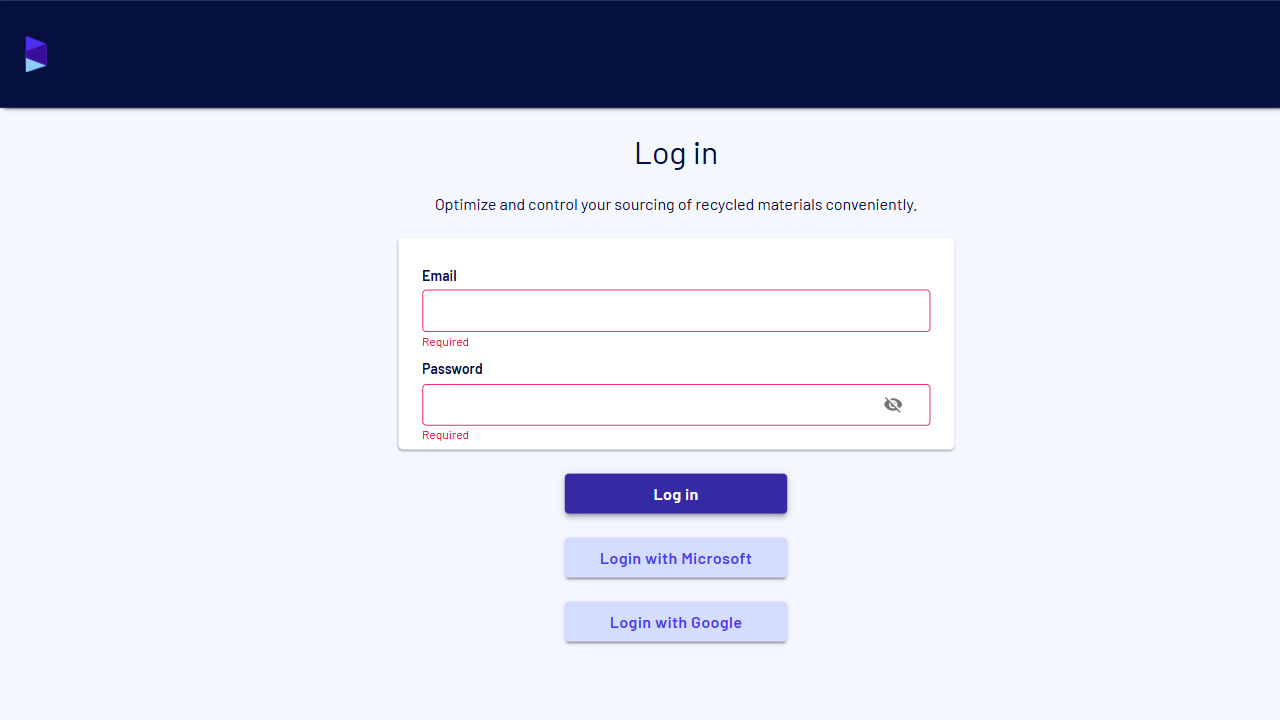 Log in
Optimize and control your sourcing of recycled materials conveniently.
Email
Required
Password
Required
Log in
Login with Microsoft
Login with Google